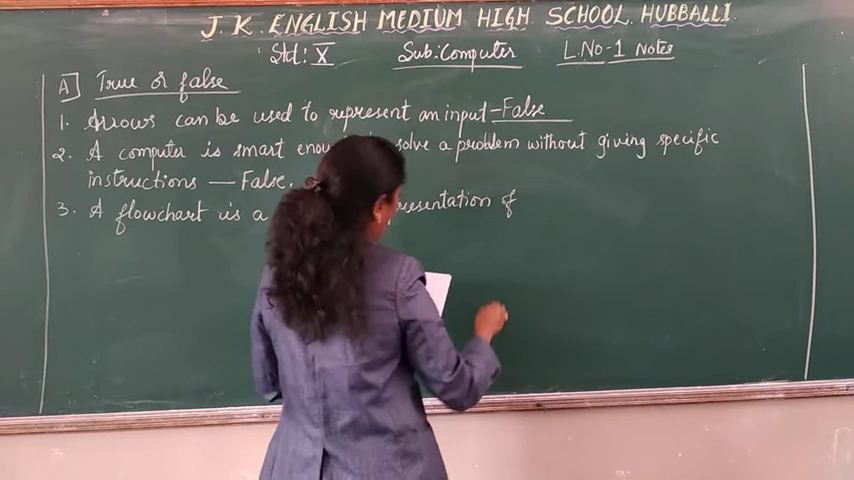 J.K. ENGLISH MEDIUM HIGH SCHOOL HUBBALLI
Std: X Sub: Computer L.No-1 Notes
A] True or false
1. Arrows can be used to represent an input - False
2. A computer is smart solve a problem without giving specific
instructions — False.
3. A flowchart is a of